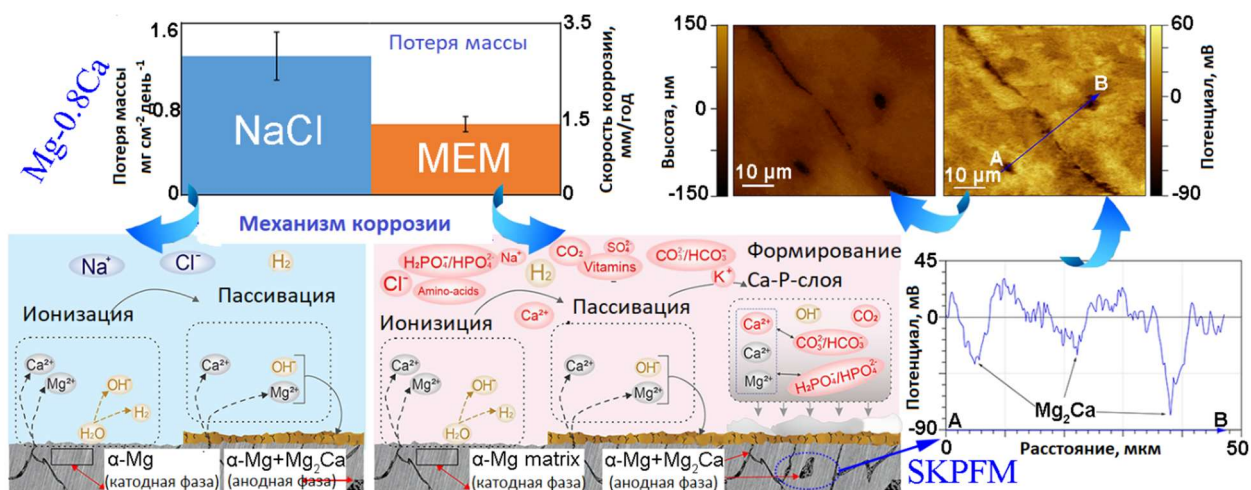 Mg-0.8Ca
Потеря массы
мг см⁻² день⁻¹
1.6
0.8
0
NaCl
MEM
Потеря массы
3.5
1.5
0
Скорость коррозии,
мм/год
Высота, нм
150
0
-150
10 µm
A
B
10 µm
60
0
-90
Потенциал, мВ
Механизм коррозии
Na⁺
Cl⁻
H₂
Ионизация
Пассивация
Ca²⁺
Mg²⁺
OH⁻
H₂
H₂O
Ca²⁺
OH⁻
Mg²⁺
α-Mg
(катодная фаза)
α-Mg+Mg₂Ca
(анодная фаза)
H₂PO₄⁻/HPO₄²⁻
Na⁺
Cl⁻
Amino-acids
H₂
CO₂
SO₄²⁻
Vitamins
CO₃²⁻/HCO₃⁻
K⁺
Ca²⁺
Ионизиция
Пассивация
Формирование
Ca-P-слоя
Ca²⁺
Mg²⁺
OH⁻
H₂
H₂O
Ca²⁺
OH⁻
Mg²⁺
OH⁻
CO₂
Ca²⁺
CO₃²⁻/HCO₃⁻
Ca²⁺
Mg²⁺
H₂PO₄⁻/HPO₄²⁻
α-Mg matrix
(катодная фаза)
α-Mg+Mg₂Ca
(анодная фаза)
SKPFM
Потенциал, мВ
45
0
-90
Mg₂Ca
A
B
0
50
Расстояние, мкм